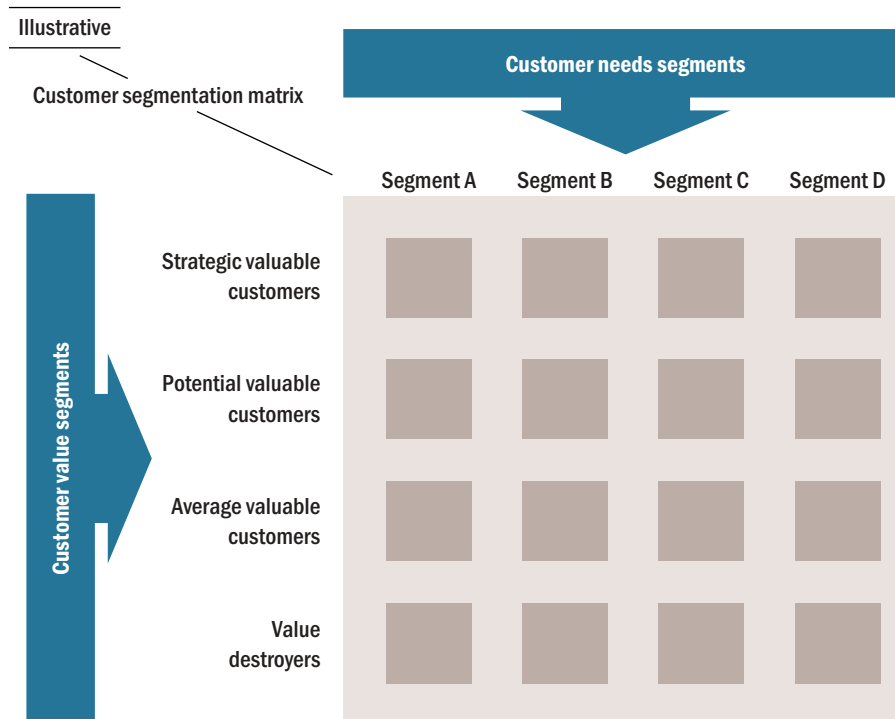 Illustrative
Customer segmentation matrix
Customer needs segments
Segment A
Segment B
Segment C
Segment D
Customer value segments
Strategic valuable
customers
Potential valuable
customers
Average valuable
customers
Value
destroyers